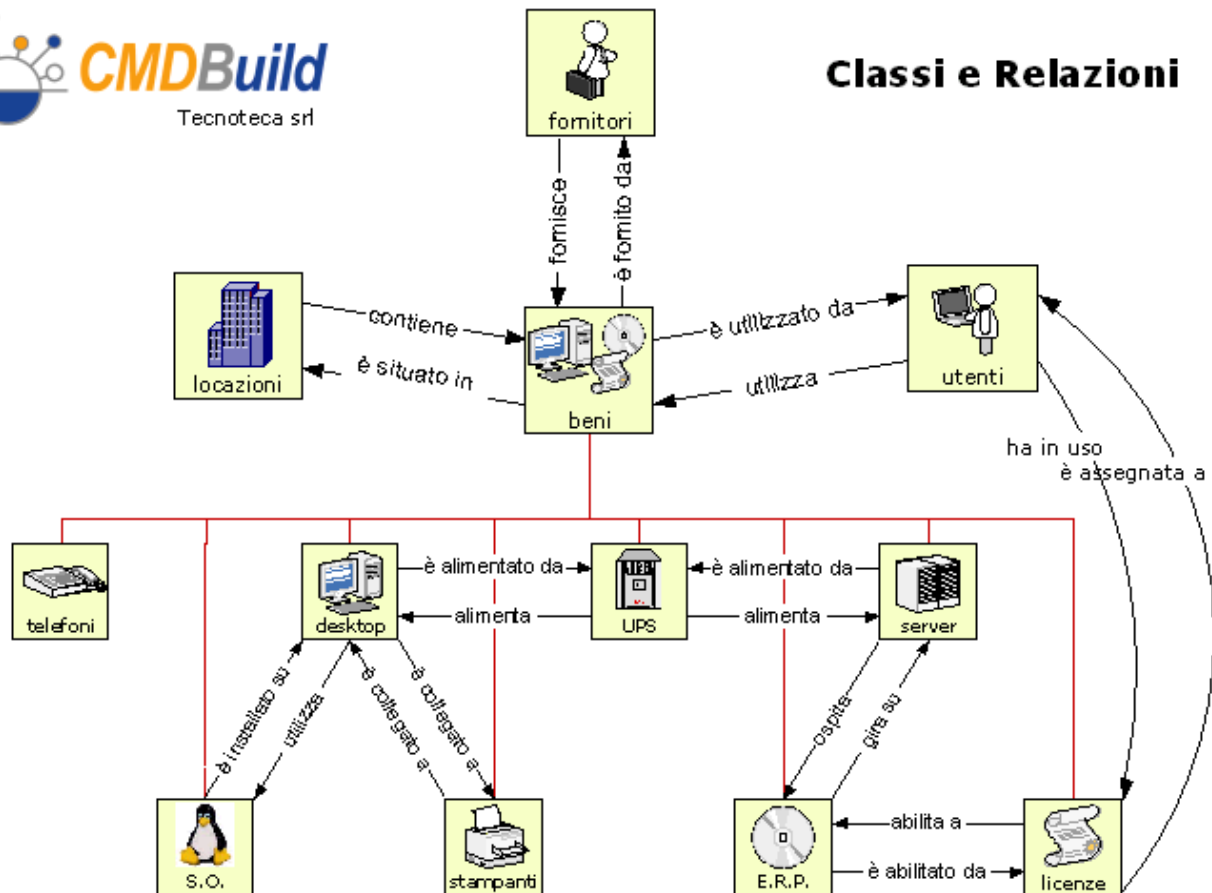 CMDBuild
Tecnoteca srl
Classi e Relazioni
fornitori
fornisce
è fornito da
locazioni
contiene
è situato in
beni
è utilizzato da
utilizza
utenti
ha in uso
è assegnata a
telefoni
desktop
è alimentato da
alimenta
UPS
è alimentato da
alimenta
server
è installato su
utilizza
è collegato a
è collegato a
ospita
gira su
S.O.
stampanti
E.R.P.
abilita a
è abilitato da
licenze